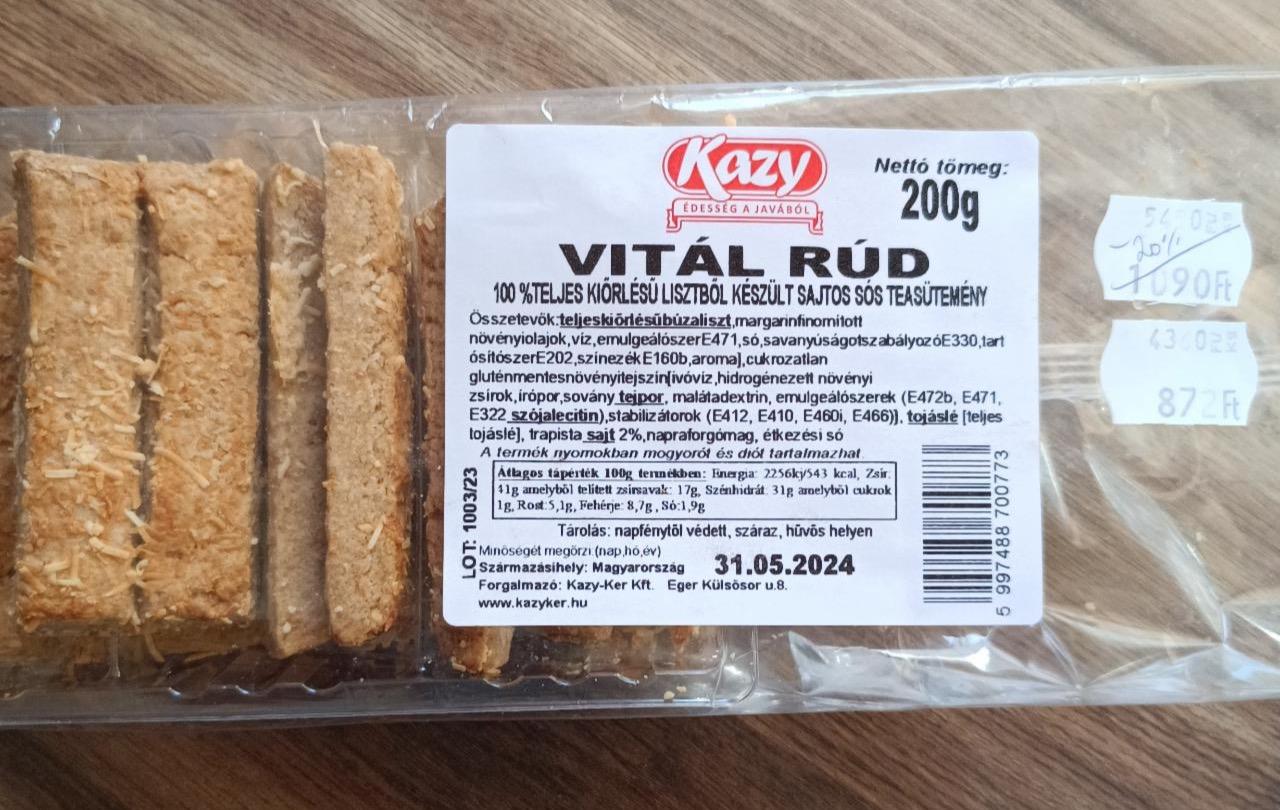 Kazy
ÉDESSÉG A JAVÁBÓL
Nettó tömeg:
200g
VITÁL RÚD
100 %TELJES KIŐRLÉSŰ LISZTBŐL KÉSZÜLT SAJTOS SÓS TEASÜTEMÉNY
Összetevők:teljeskiőrlésűbúzaliszt,margarinfinomított
növényiolajok,víz,emulgeálószerE471,só,savanyúságotszabályozóE330,tart
ósítószerE202,színezékE160b,aroma],cukrozatlan
gluténmentesnövényitejszín[ivóvíz,hidrogénezett növényi
zsírok,írópor,sovány tejpor, malátadextrin, emulgeálószerek (E472b, E471,
E322 szójalecitin),stabilizátorok (E412, E410, E460i, E466)], tojáslé [teljes
tojáslé], trapista sajt 2%,napraforgómag, étkezési só
A termék nyomokban mogyorót és diót tartalmazhat.
Átlagos tápérték 100g termékben: Energia: 2256kj/543 kcal, Zsír:
41g amelyből telített zsírsavak: 17g, Szénhidrát: 31g amelyből cukrok
1g, Rost:5,1g, Fehérje: 8,7g, Só:1,9g
Tárolás: napfénytől védett, száraz, hűvös helyen
LOT: 1003/23
Minőségét megőrzi (nap,hó,év)
31.05.2024
Származásihely: Magyarország
Forgalmazó: Kazy-Ker Kft. Eger Külsősor u.8.
www.kazyker.hu
5 997488 700773
-20%
1090Ft
872Ft